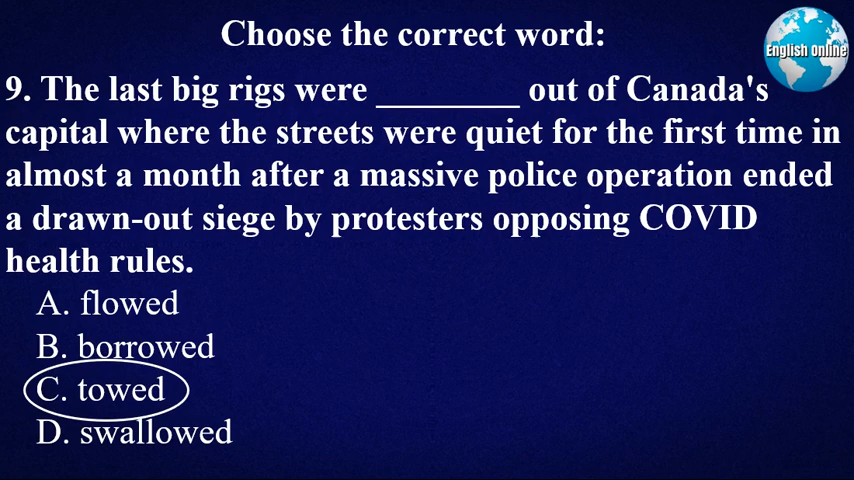 Choose the correct word:
English Online
9. The last big rigs were ________ out of Canada's
capital where the streets were quiet for the first time in
almost a month after a massive police operation ended
a drawn-out siege by protesters opposing COVID
health rules.
A. flowed
B. borrowed
C. towed
D. swallowed